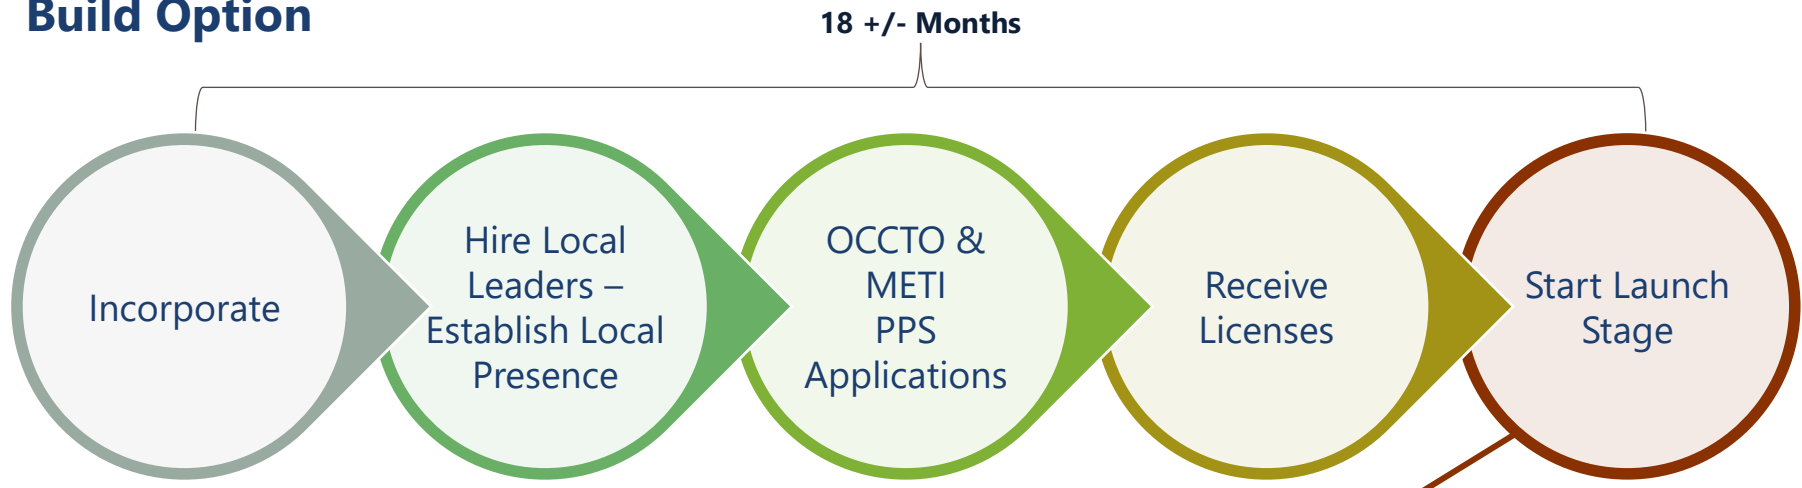 Build Option
18 +/- Months
Incorporate
Hire Local
Leaders –
Establish Local
Presence
OCCTO &
METI
PPS
Applications
Receive
Licenses
Start Launch
Stage